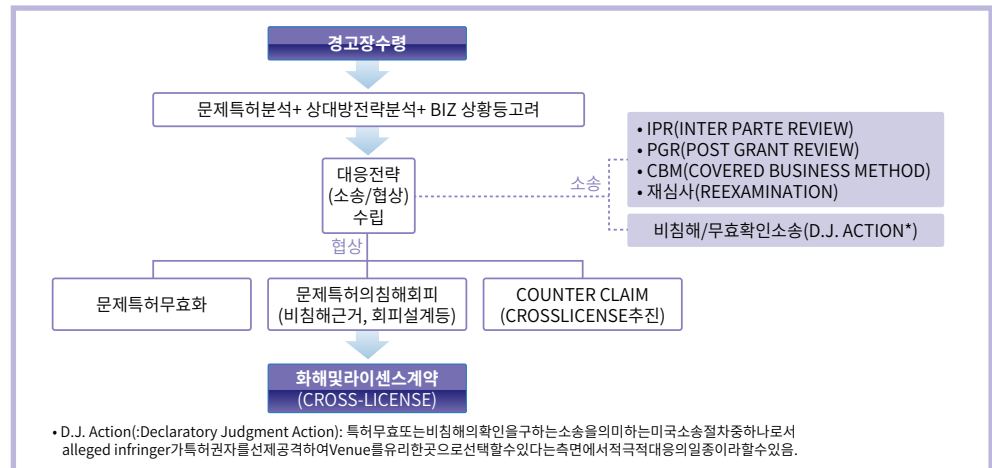 경고장수령
문제특허분석+ 상대방전략분석+ BIZ 상황등고려
대응전략
(소송/협상)
수립
소송
• IPR(INTER PARTE REVIEW)
• PGR(POST GRANT REVIEW)
• CBM(COVERED BUSINESS METHOD)
• 재심사(REEXAMINATION)
비침해/무효확인소송(D.J. ACTION*)
협상
문제특허무효화
문제특허의침해회피
(비침해근거, 회피설계등)
COUNTER CLAIM
(CROSSLICENSE추진)
화해및라이센스계약
(CROSS-LICENSE)
• D.J. Action(:Declaratory Judgment Action): 특허무효또는비침해의확인을구하는소송을의미하는미국소송절차중하나로서
alleged infringer가특허권자를선제공격하여Venue를유리한곳으로선택할수있다는측면에서적극적대응의일종이라할수있음.